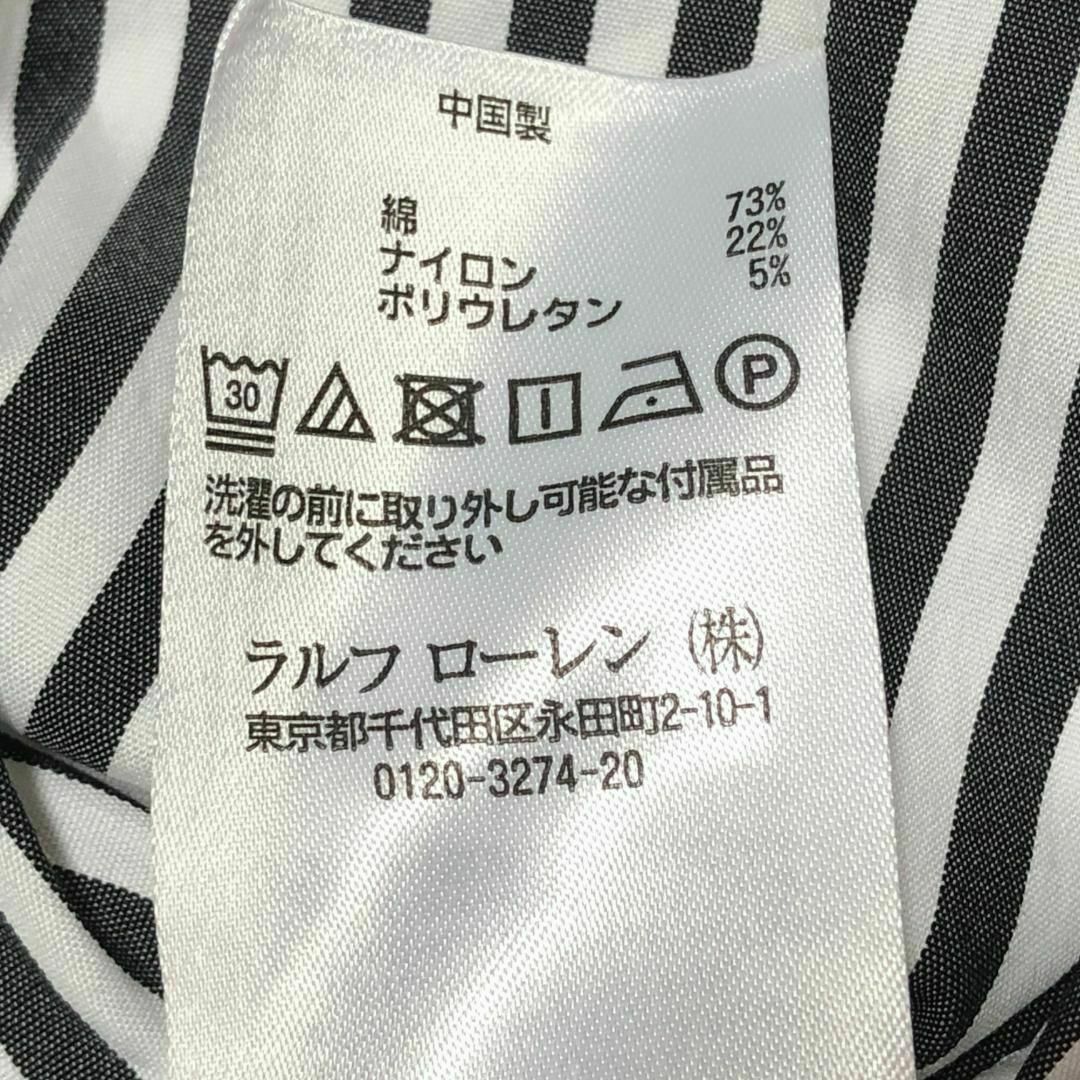 中国製
綿 73%
ナイロン 22%
ポリウレタン 5%
30 P
洗濯の前に取り外し可能な付属品
を外してください
ラルフ ローレン (株)
東京都千代田区永田町2-10-1
0120-3274-20